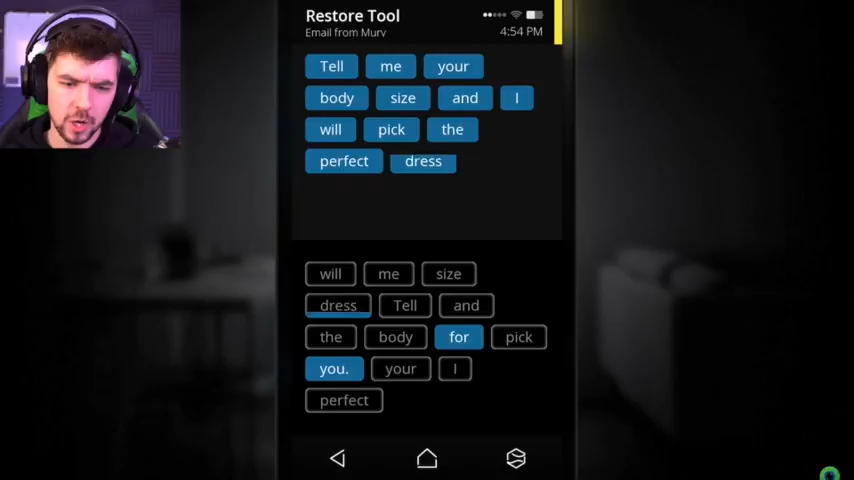 Restore Tool
Email from Murv
4:54 PM
Tell me your
body size and I
will pick the
perfect dress
will me size
dress Tell and
the body for pick
you. your I
perfect